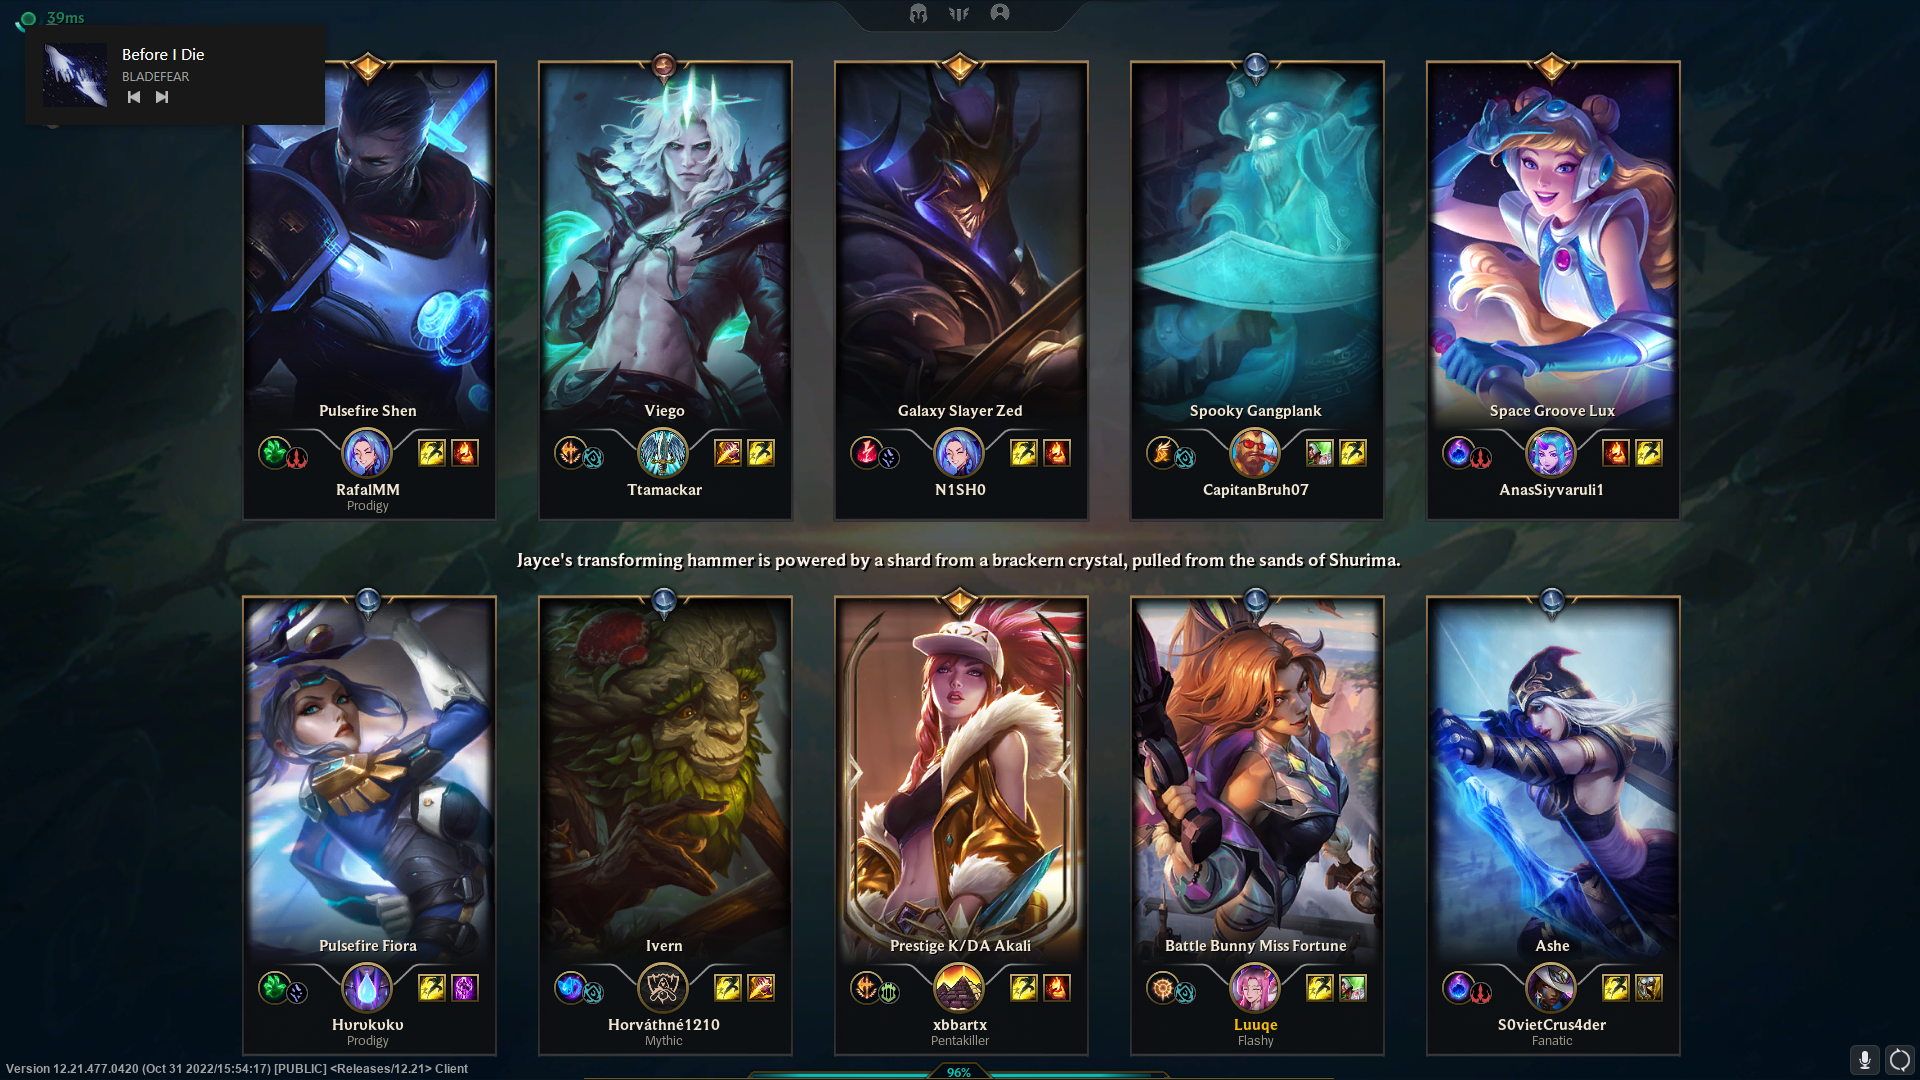 39ms
Before I Die
BLADEFEAR
Pulsefire Shen
Viego
Galaxy Slayer Zed
Spooky Gangplank
Space Groove Lux
RafalMM
Prodigy
Ttamackar
N1SH0
CapitanBruh07
AnasSiyvaruli1
Jayce's transforming hammer is powered by a shard from a brackern crystal, pulled from the sands of Shurima.
Pulsefire Fiora
Ivern
Prestige K/DA Akali
Battle Bunny Miss Fortune
Ashe
Hυrυkυkυ
Prodigy
Horváthné1210
Mythic
xbbartx
Pentakiller
Luuqe
Flashy
S0vietCrus4der
Fanatic
Version 12.21.477.0420 (Oct 31 2022/15:54:17) [PUBLIC] <Releases/12.21> Client
96%